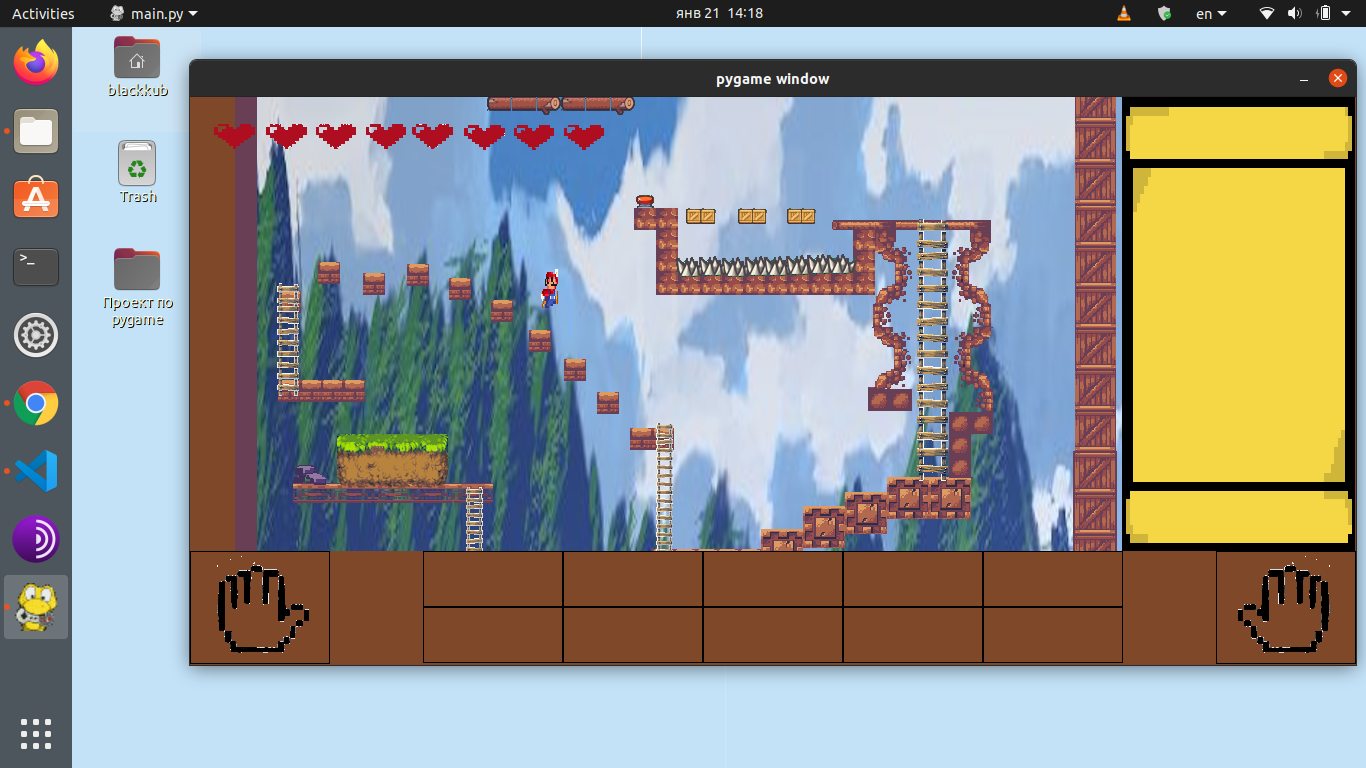 Activities
main.py
янв 21 14:18
en
blackkub
Trash
Проект по
pygame
pygame window
>_